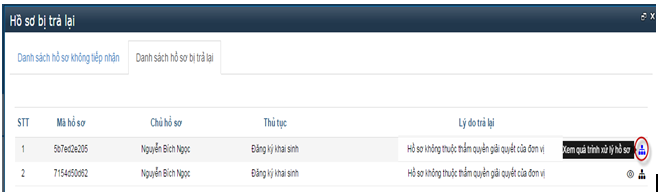 Hồ sơ bị trả lại
Danh sách hồ sơ không tiếp nhận Danh sách hồ sơ bị trả lại
STT Mã hồ sơ Chủ hồ sơ Thủ tục Lý do trả lại
1 5b7ed2e205 Nguyễn Bích Ngọc Đăng ký khai sinh Hồ sơ không thuộc thẩm quyền giải quyết của đơn vị Xem quá trình xử lý hồ sơ
2 7154d50d62 Nguyễn Bích Ngọc Đăng ký khai sinh Hồ sơ không thuộc thẩm quyền giải quyết của đơn vị